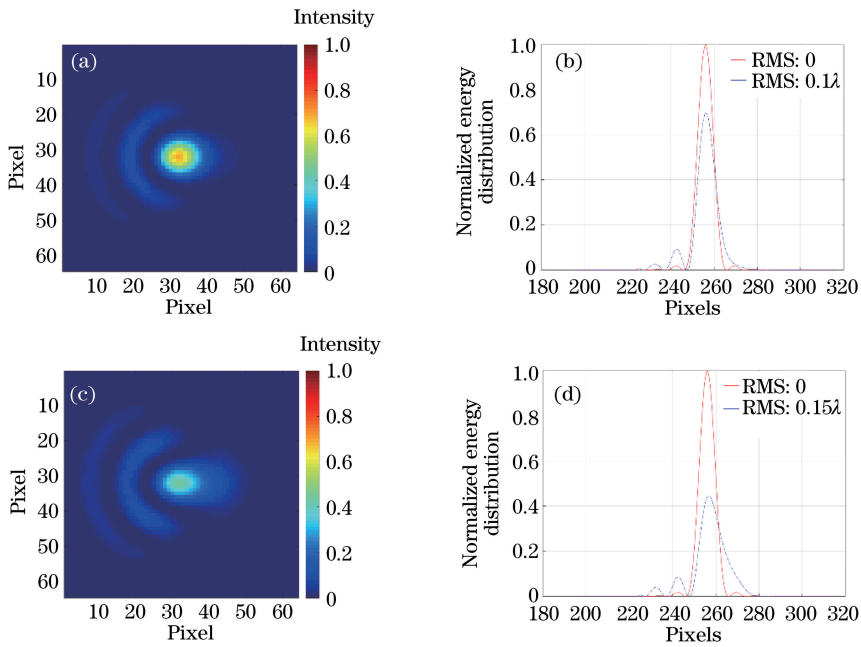 Intensity
(a)
10
20
30
40
50
60
Pixel
10 20 30 40 50 60
Pixel
1.0
0.8
0.6
0.4
0.2
0
(b)
RMS: 0
RMS: 0.1λ
Normalized energy
distribution
1.0
0.8
0.6
0.4
0.2
0
180 200 220 240 260 280 300 320
Pixels
Intensity
(c)
10
20
30
40
50
60
Pixel
10 20 30 40 50 60
Pixel
1.0
0.8
0.6
0.4
0.2
0
(d)
RMS: 0
RMS: 0.15λ
Normalized energy
distribution
1.0
0.8
0.6
0.4
0.2
0
180 200 220 240 260 280 300 320
Pixels